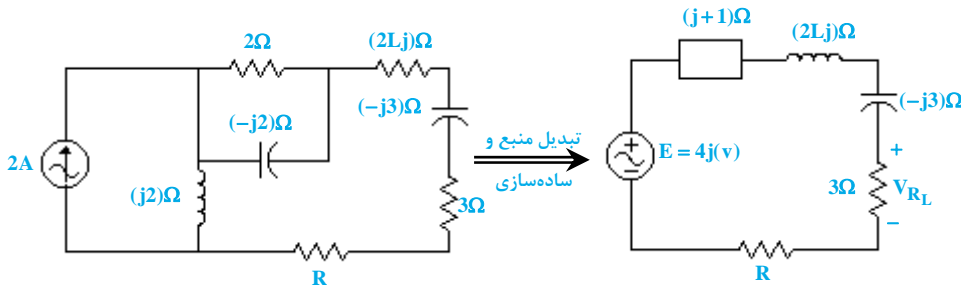 2Ω
(2Lj)Ω
(−j3)Ω
(−j2)Ω
2A
(j2)Ω
3Ω
R
تبدیل منبع و
ساده‌سازی
(j+1)Ω
(2Lj)Ω
(−j3)Ω
+
−
E = 4j(v)
+
3Ω
V_{R_L}
−
R